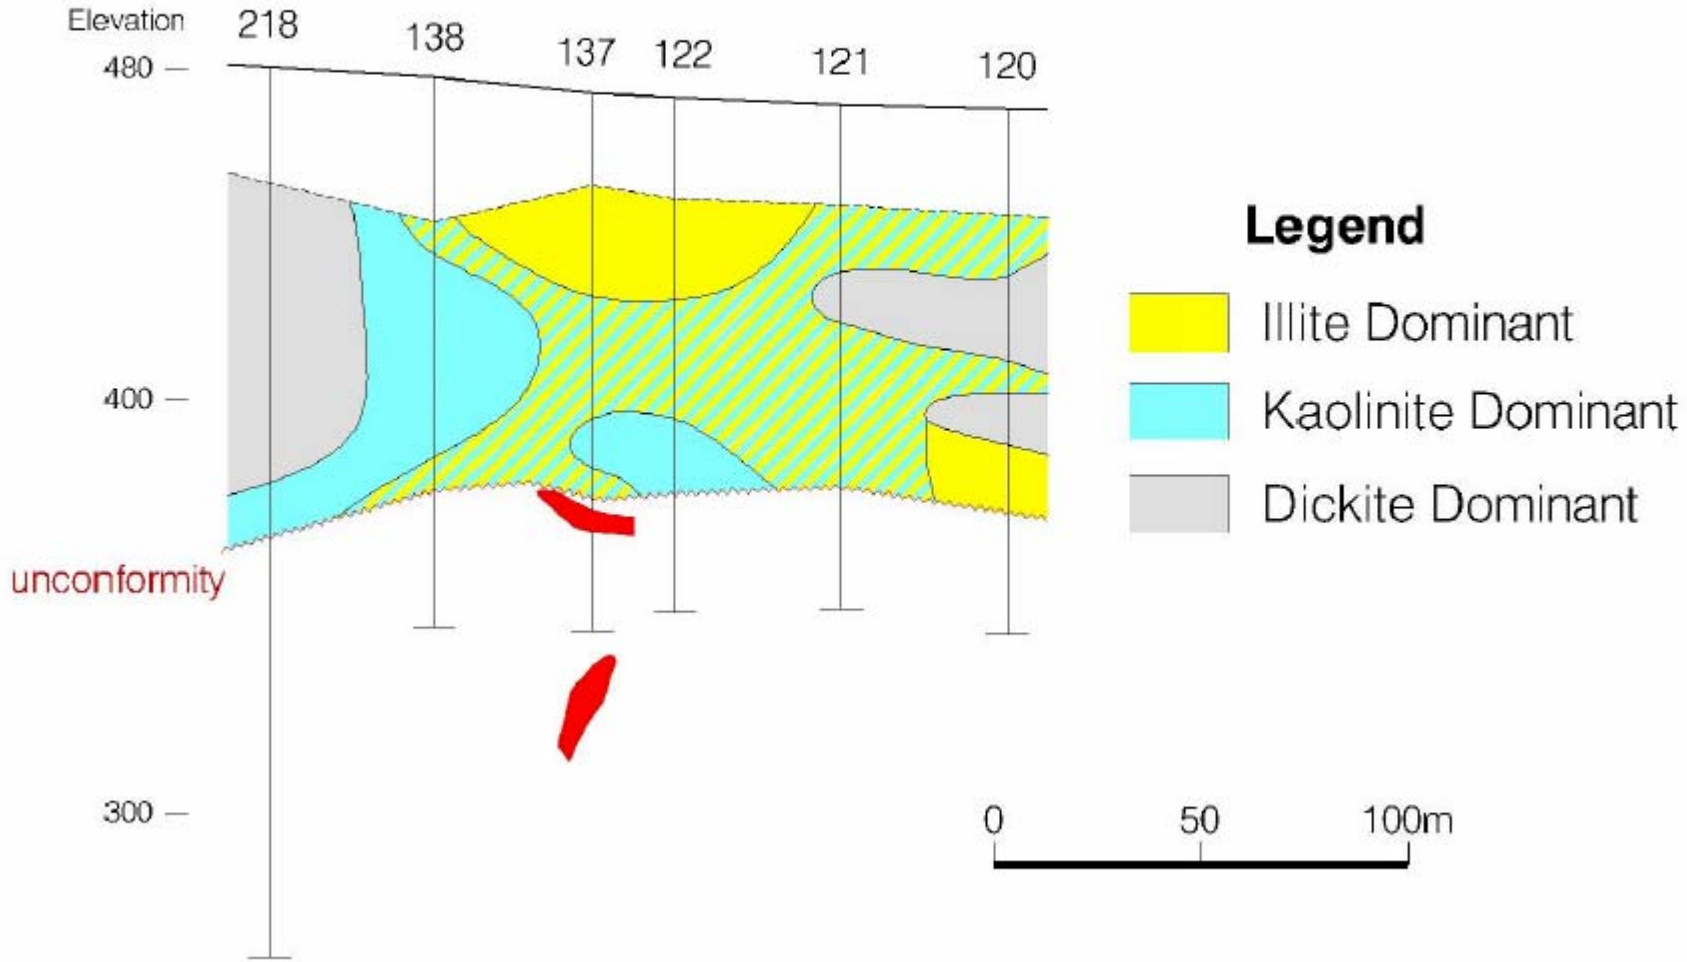 Elevation
218
138
137
122
121
120
480
400
300
unconformity
Legend
Illite Dominant
Kaolinite Dominant
Dickite Dominant
0 50 100m